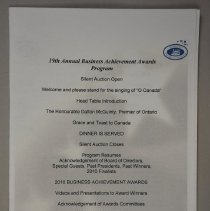 15th Annual Business Achievement Awards
Program
Silent Auction Open
Welcome and please stand for the singing of "O Canada"
Head Table Introduction
The Honourable Dalton McGuinty, Premier of Ontario
Grace and Toast to Canada
DINNER IS SERVED
Silent Auction Closes
Program Resumes
Acknowledgement of Board of Directors,
Special Guests, Past Presidents, Past Winners,
2010 Finalists
2010 BUSINESS ACHIEVEMENT AWARDS
Videos and Presentations to Award Winners
Acknowledgement of Awards Committee